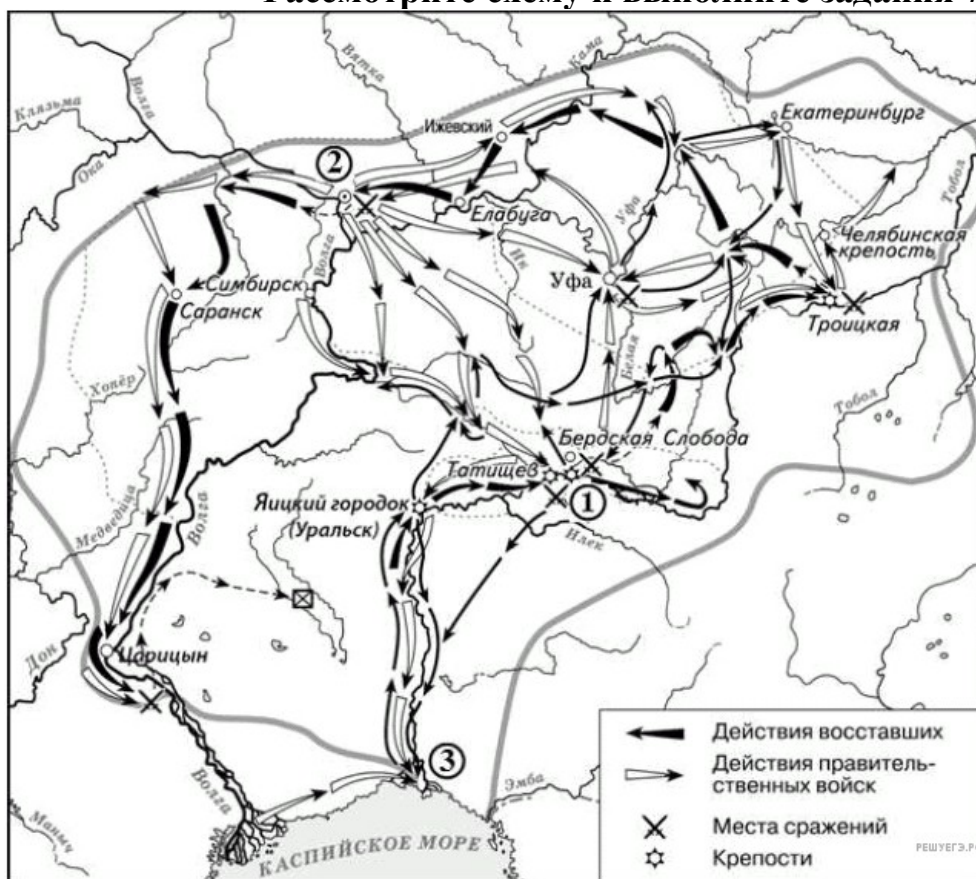 Рассмотрите схему и выполните задания
Клязьма
Волга
Вятка
Кама
Ока
Ижевский
Екатеринбург
2
Елабуга
Уфа
Тобол
Челябинская
крепость
Волга
Ик
Уфа
Симбирск
Саранск
Троицкая
Хопёр
Белая
Тобол
Бердская Слобода
Татищев
1
Яицкий городок
(Уральск)
Илек
Медведица
Волга
Дон
Царицын
3
Волга
Эмба
Маныч
КАСПИЙСКОЕ МОРЕ
Действия восставших
Действия правитель-
ственных войск
Места сражений
Крепости